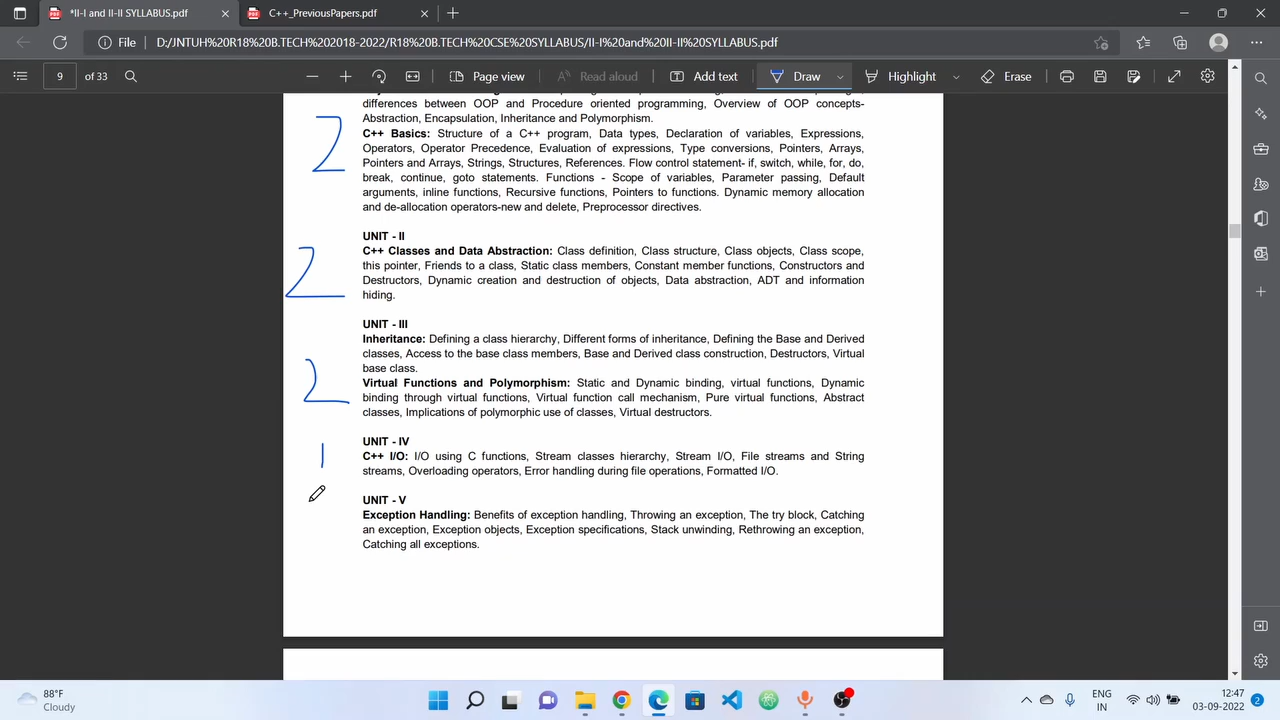 *II-I and II-II SYLLABUS.pdf
C++_PreviousPapers.pdf
File
D:/JNTUH%20R18%20B.TECH%202018-2022/R18%20B.TECH%20CSE%20SYLLABUS/II-I%20and%20II-II%20SYLLABUS.pdf
9 of 33
Page view
Read aloud
Add text
Draw
Highlight
Erase
differences between OOP and Procedure oriented programming, Overview of OOP concepts-
Abstraction, Encapsulation, Inheritance and Polymorphism.
C++ Basics: Structure of a C++ program, Data types, Declaration of variables, Expressions,
2
Operators, Operator Precedence, Evaluation of expressions, Type conversions, Pointers, Arrays,
Pointers and Arrays, Strings, Structures, References. Flow control statement- if, switch, while, for, do,
break, continue, goto statements. Functions - Scope of variables, Parameter passing, Default
arguments, inline functions, Recursive functions, Pointers to functions. Dynamic memory allocation
and de-allocation operators-new and delete, Preprocessor directives.
UNIT - II
C++ Classes and Data Abstraction: Class definition, Class structure, Class objects, Class scope,
2
this pointer, Friends to a class, Static class members, Constant member functions, Constructors and
Destructors, Dynamic creation and destruction of objects, Data abstraction, ADT and information
hiding.
UNIT - III
Inheritance: Defining a class hierarchy, Different forms of inheritance, Defining the Base and Derived
classes, Access to the base class members, Base and Derived class construction, Destructors, Virtual
base class.
2
Virtual Functions and Polymorphism: Static and Dynamic binding, virtual functions, Dynamic
binding through virtual functions, Virtual function call mechanism, Pure virtual functions, Abstract
classes, Implications of polymorphic use of classes, Virtual destructors.
UNIT - IV
1
C++ I/O: I/O using C functions, Stream classes hierarchy, Stream I/O, File streams and String
streams, Overloading operators, Error handling during file operations, Formatted I/O.
UNIT - V
Exception Handling: Benefits of exception handling, Throwing an exception, The try block, Catching
an exception, Exception objects, Exception specifications, Stack unwinding, Rethrowing an exception,
Catching all exceptions.
88°F
Cloudy
ENG
IN
12:47
03-09-2022
2